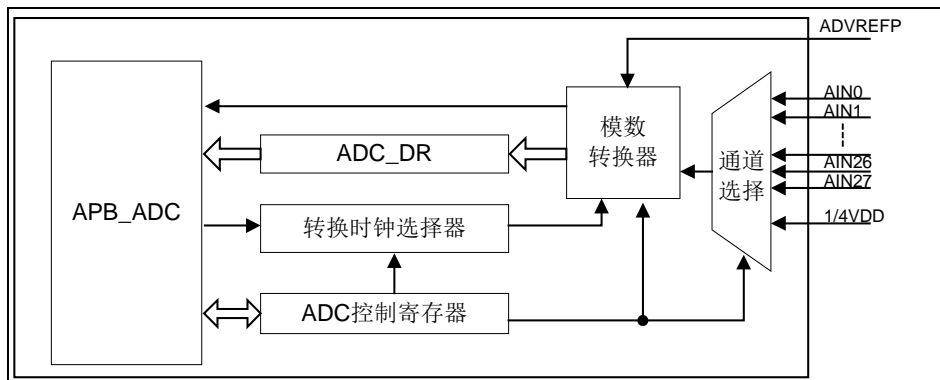 ADVREFP
AIN0
AIN1
AIN26
AIN27
1/4VDD
通道
选择
模数
转换器
ADC_DR
转换时钟选择器
ADC控制寄存器
APB_ADC